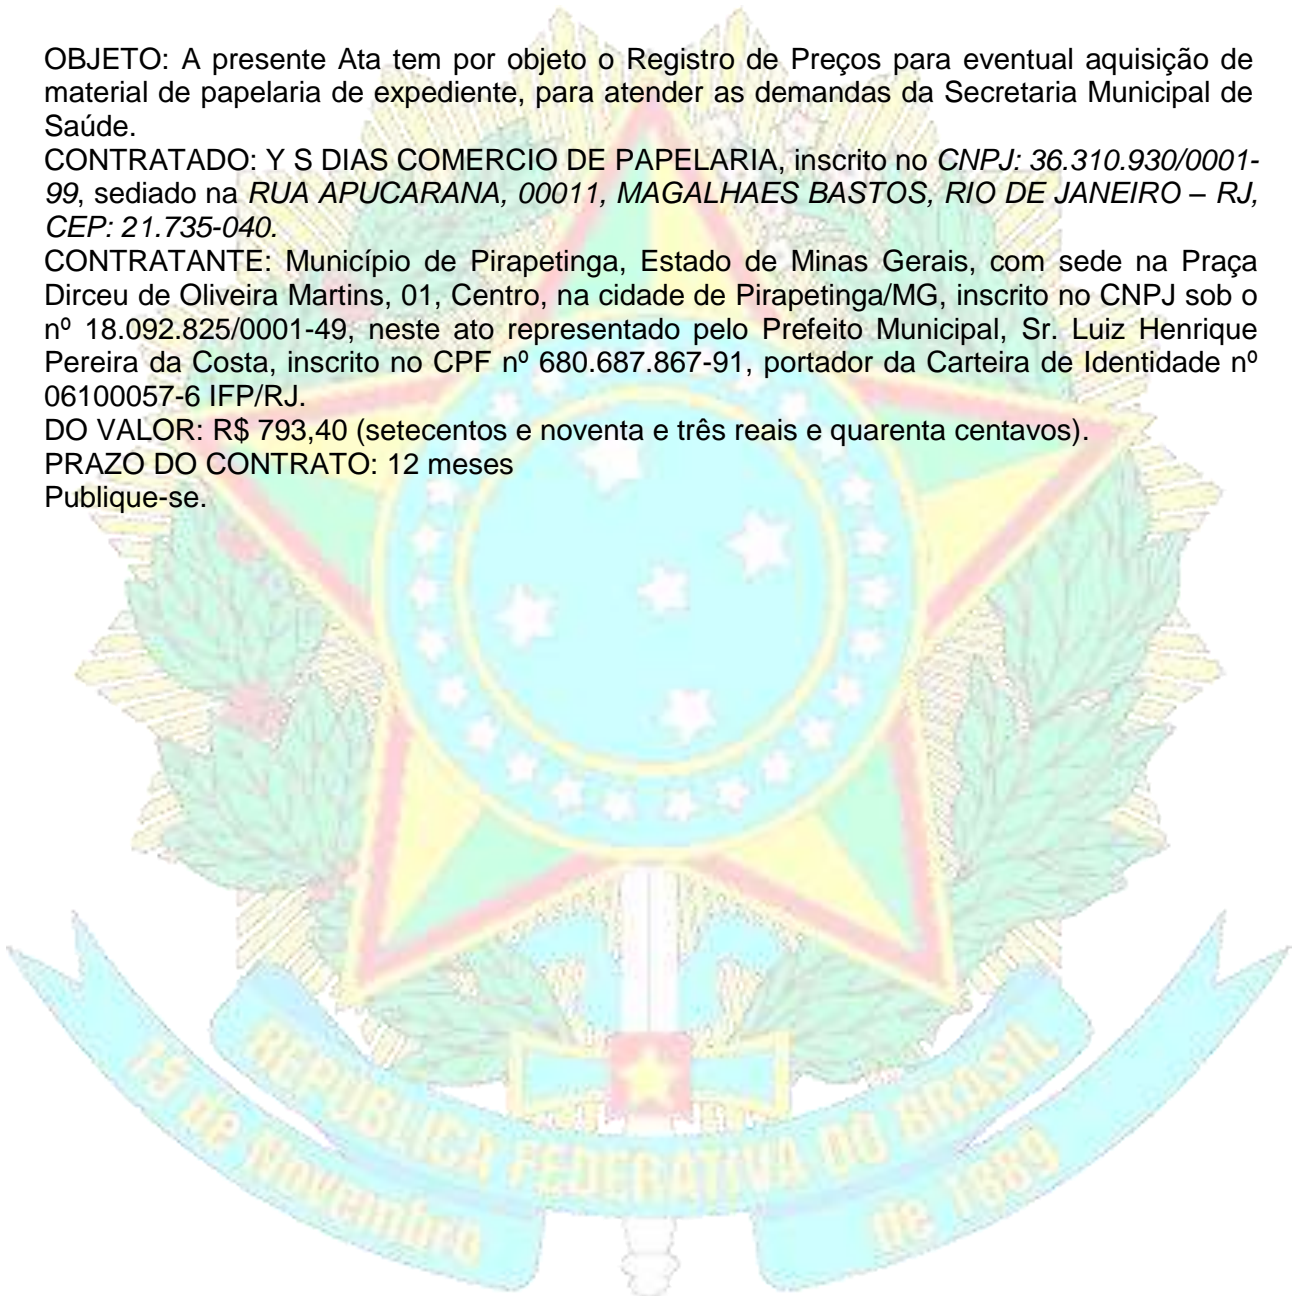 OBJETO: A presente Ata tem por objeto o Registro de Preços para eventual aquisição de
material de papelaria de expediente, para atender as demandas da Secretaria Municipal de
Saúde.
CONTRATADO: Y S DIAS COMERCIO DE PAPELARIA, inscrito no CNPJ: 36.310.930/0001-
99, sediado na RUA APUCARANA, 00011, MAGALHAES BASTOS, RIO DE JANEIRO – RJ,
CEP: 21.735-040.
CONTRATANTE: Município de Pirapetinga, Estado de Minas Gerais, com sede na Praça
Dirceu de Oliveira Martins, 01, Centro, na cidade de Pirapetinga/MG, inscrito no CNPJ sob o
nº 18.092.825/0001-49, neste ato representado pelo Prefeito Municipal, Sr. Luiz Henrique
Pereira da Costa, inscrito no CPF nº 680.687.867-91, portador da Carteira de Identidade nº
06100057-6 IFP/RJ.
DO VALOR: R$ 793,40 (setecentos e noventa e três reais e quarenta centavos).
PRAZO DO CONTRATO: 12 meses
Publique-se.
REPÚBLICA FEDERATIVA DO BRASIL
15 de Novembro de 1889